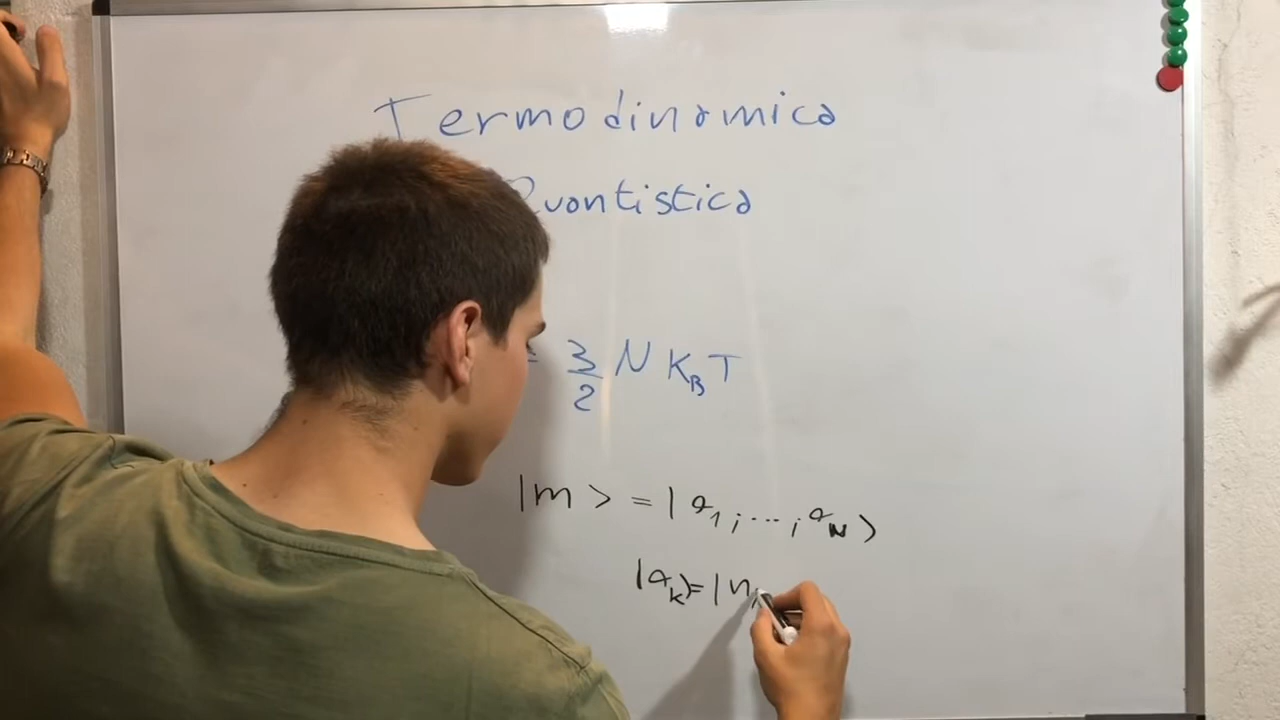 Termodinamica
Quantistica
= 3/2 N K_B T
|m> = |a_1;...;a_N>
|a_k>=|n